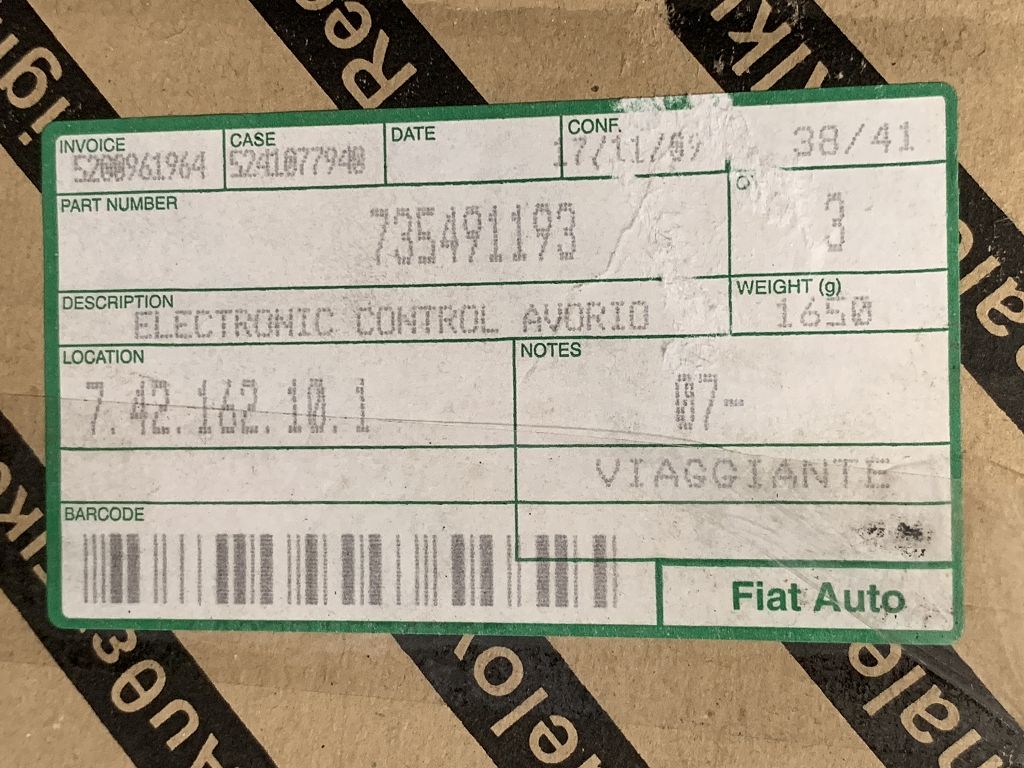 INVOICE
5200961964
CASE
5241077940
DATE
CONF.
17/11/09
38/41
PART NUMBER
735491193
3
DESCRIPTION
ELECTRONIC CONTROL AVORIO
WEIGHT (g)
1650
LOCATION
7.42.162.10.1
NOTES
07-
VIAGGIANTE
BARCODE
Fiat Auto